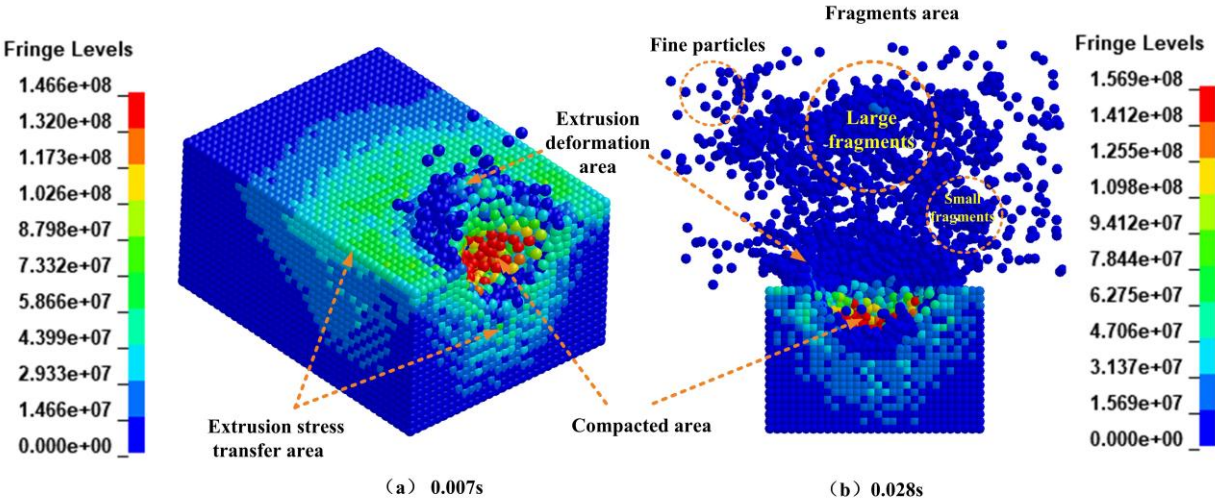 Fringe Levels
1.466e+08
1.320e+08
1.173e+08
1.026e+08
8.798e+07
7.332e+07
5.866e+07
4.399e+07
2.933e+07
1.466e+07
0.000e+00
Extrusion
deformation
area
Extrusion stress
transfer area
Compacted area
（a） 0.007s
Fragments area
Fine particles
Large
fragments
Small
fragments
（b）0.028s
Fringe Levels
1.569e+08
1.412e+08
1.255e+08
1.098e+08
9.412e+07
7.844e+07
6.275e+07
4.706e+07
3.137e+07
1.569e+07
0.000e+00